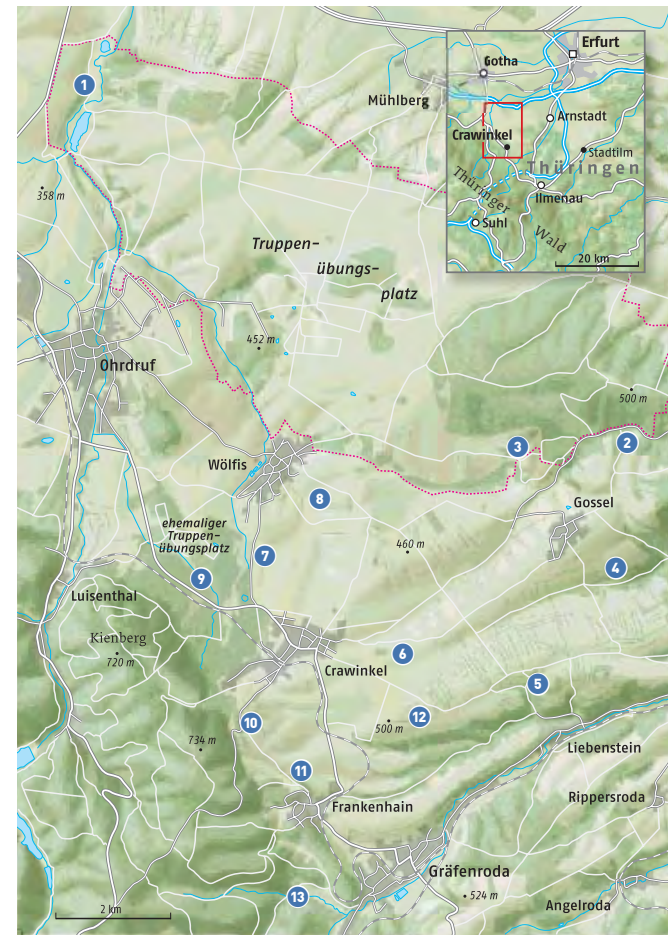 1
Mühlberg
358 m
Truppen-
übungs-
platz
452 m
Ohrdruf
500 m
3
2
Wölfis
8
Gossel
ehemaliger
Truppen-
übungsplatz
460 m
7
9
4
Luisenthal
Kienberg
720 m
6
Crawinkel
5
10
12
500 m
734 m
Liebenstein
11
Rippersroda
Frankenhain
Gräfenroda
13
524 m
Angelroda
2 km
Erfurt
Gotha
Arnstadt
Crawinkel
Stadtilm
Thüringen
Thüringer
Wald
Ilmenau
Suhl
20 km